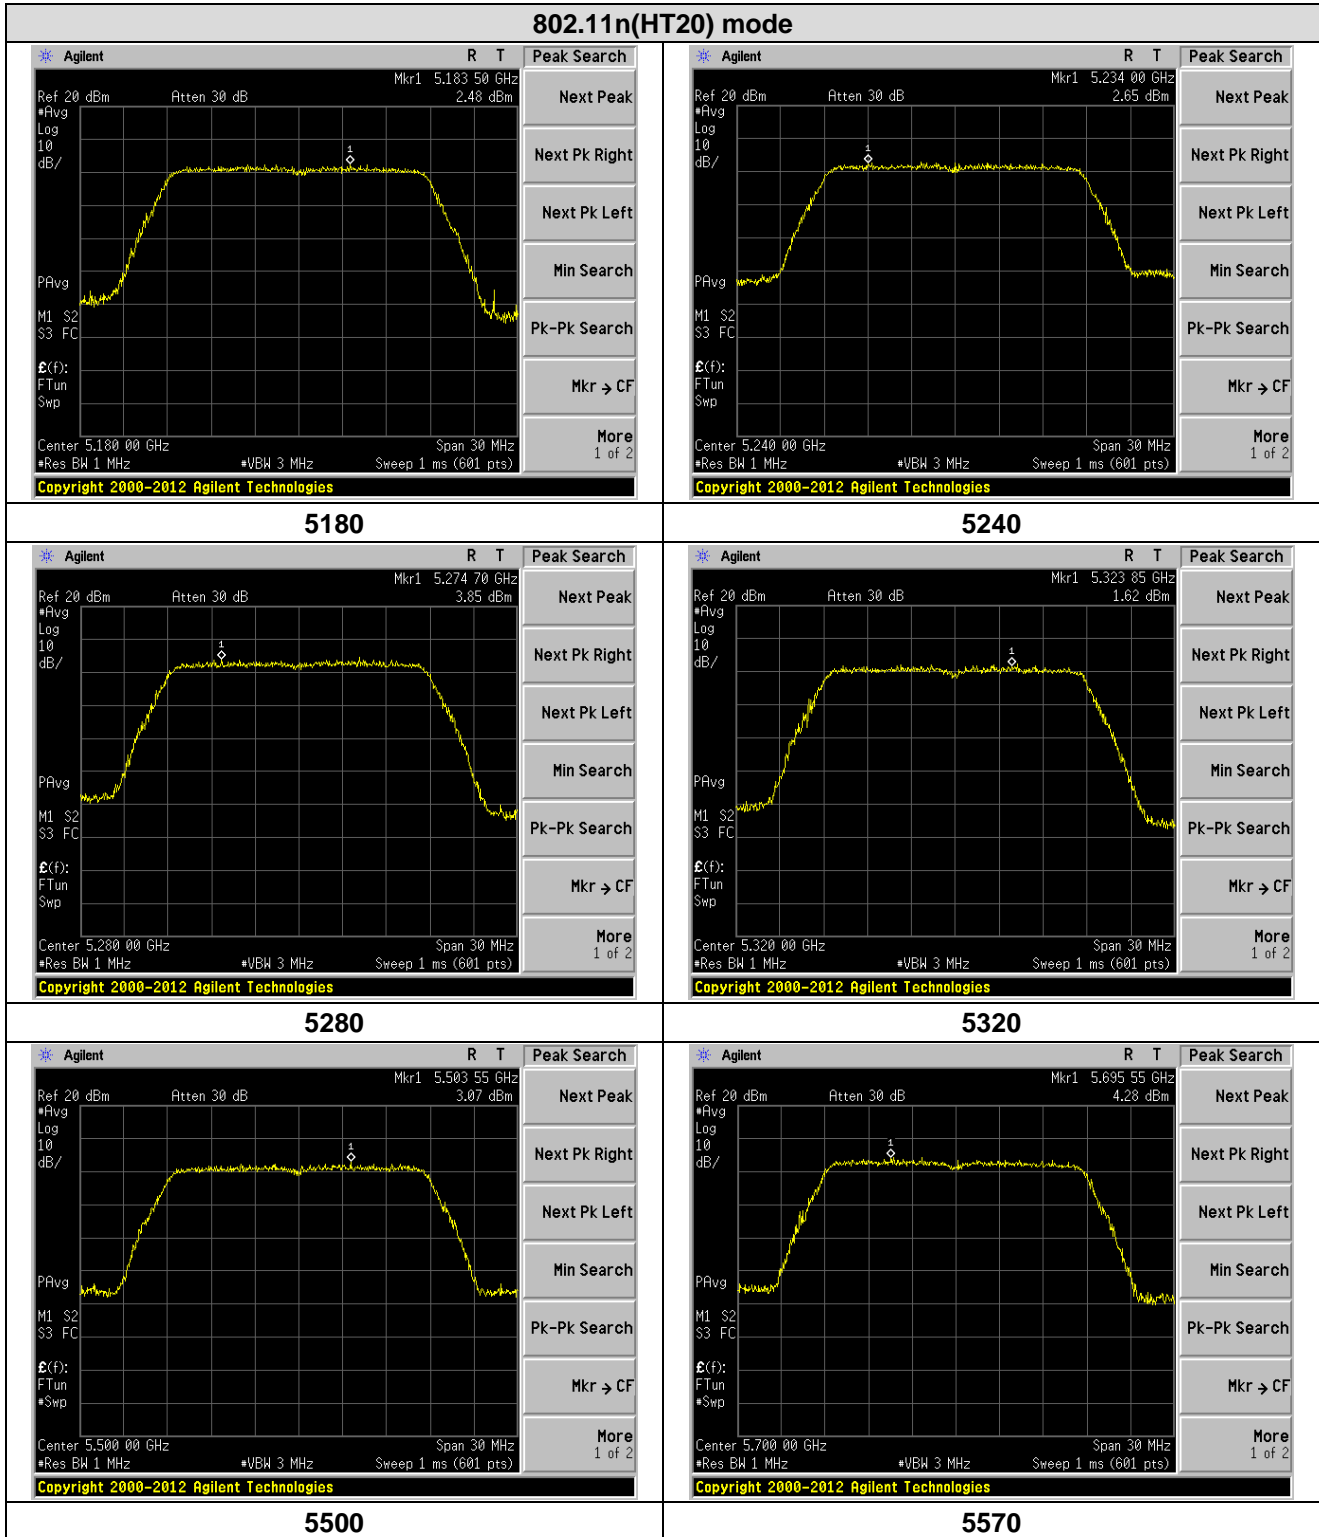 802.11n(HT20) mode
Agilent R T Peak Search
Mkr1 5.183 50 GHz
Ref 20 dBm Atten 30 dB 2.48 dBm
#Avg
Log
10
dB/
1
PAvg
M1 S2
S3 FC
£(f):
FTun
Swp
Center 5.180 00 GHz Span 30 MHz
#Res BW 1 MHz #VBW 3 MHz Sweep 1 ms (601 pts)
Copyright 2000-2012 Agilent Technologies
Next Peak
Next Pk Right
Next Pk Left
Min Search
Pk-Pk Search
Mkr → CF
More
1 of 2
Agilent R T Peak Search
Mkr1 5.234 00 GHz
Ref 20 dBm Atten 30 dB 2.65 dBm
#Avg
Log
10
dB/
1
PAvg
M1 S2
S3 FC
£(f):
FTun
Swp
Center 5.240 00 GHz Span 30 MHz
#Res BW 1 MHz #VBW 3 MHz Sweep 1 ms (601 pts)
Copyright 2000-2012 Agilent Technologies
Next Peak
Next Pk Right
Next Pk Left
Min Search
Pk-Pk Search
Mkr → CF
More
1 of 2
5180 5240
Agilent R T Peak Search
Mkr1 5.274 70 GHz
Ref 20 dBm Atten 30 dB 3.85 dBm
#Avg
Log
10
dB/
1
PAvg
M1 S2
S3 FC
£(f):
FTun
Swp
Center 5.280 00 GHz Span 30 MHz
#Res BW 1 MHz #VBW 3 MHz Sweep 1 ms (601 pts)
Copyright 2000-2012 Agilent Technologies
Next Peak
Next Pk Right
Next Pk Left
Min Search
Pk-Pk Search
Mkr → CF
More
1 of 2
Agilent R T Peak Search
Mkr1 5.323 85 GHz
Ref 20 dBm Atten 30 dB 1.62 dBm
#Avg
Log
10
dB/
1
PAvg
M1 S2
S3 FC
£(f):
FTun
Swp
Center 5.320 00 GHz Span 30 MHz
#Res BW 1 MHz #VBW 3 MHz Sweep 1 ms (601 pts)
Copyright 2000-2012 Agilent Technologies
Next Peak
Next Pk Right
Next Pk Left
Min Search
Pk-Pk Search
Mkr → CF
More
1 of 2
5280 5320
Agilent R T Peak Search
Mkr1 5.503 55 GHz
Ref 20 dBm Atten 30 dB 3.07 dBm
#Avg
Log
10
dB/
1
PAvg
M1 S2
S3 FC
£(f):
FTun
#Swp
Center 5.500 00 GHz Span 30 MHz
#Res BW 1 MHz #VBW 3 MHz Sweep 1 ms (601 pts)
Copyright 2000-2012 Agilent Technologies
Next Peak
Next Pk Right
Next Pk Left
Min Search
Pk-Pk Search
Mkr → CF
More
1 of 2
Agilent R T Peak Search
Mkr1 5.695 55 GHz
Ref 20 dBm Atten 30 dB 4.28 dBm
#Avg
Log
10
dB/
1
PAvg
M1 S2
S3 FC
£(f):
FTun
#Swp
Center 5.700 00 GHz Span 30 MHz
#Res BW 1 MHz #VBW 3 MHz Sweep 1 ms (601 pts)
Copyright 2000-2012 Agilent Technologies
Next Peak
Next Pk Right
Next Pk Left
Min Search
Pk-Pk Search
Mkr → CF
More
1 of 2
5500 5570